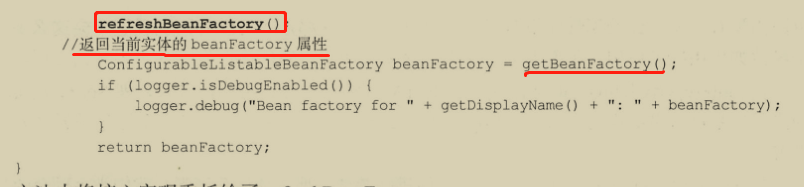 refreshBeanFactory();
//返回当前实体的 beanFactory 属性
ConfigurableListableBeanFactory beanFactory = getBeanFactory();
if (logger.isDebugEnabled()) {
logger.debug("Bean factory for " + getDisplayName() + ": " + beanFactory);
}
return beanFactory;
}